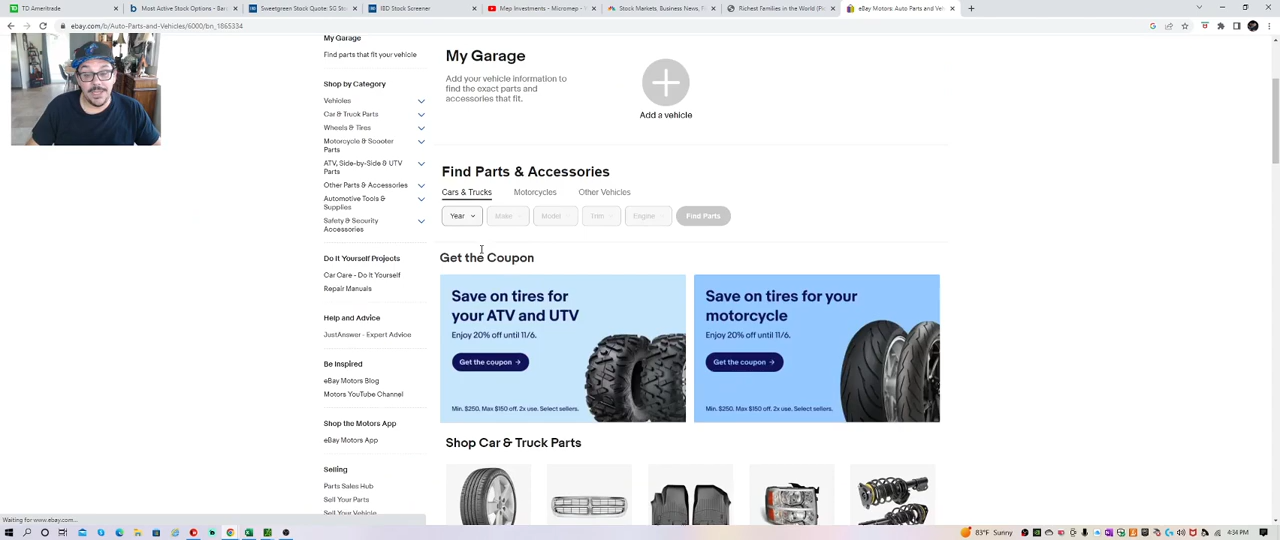 TD Ameritrade
Most Active Stock Options - Barc
Sweetgreen Stock Quote: SG Sto
IBD Stock Screener
Mep Investments - Micromep -
Stock Markets, Business News, F
Richest Families in the World (Pi
eBay Motors: Auto Parts and Veh
ebay.com/b/Auto-Parts-and-Vehicles/6000/bn_1865334
My Garage
Find parts that fit your vehicle
Shop by Category
Vehicles
Car & Truck Parts
Wheels & Tires
Motorcycle & Scooter
Parts
ATV, Side-by-Side & UTV
Parts
Other Parts & Accessories
Automotive Tools &
Supplies
Safety & Security
Accessories
Do It Yourself Projects
Car Care - Do It Yourself
Repair Manuals
Help and Advice
JustAnswer - Expert Advice
Be Inspired
eBay Motors Blog
Motors YouTube Channel
Shop the Motors App
eBay Motors App
Selling
Parts Sales Hub
Sell Your Parts
Sell Your Vehicle
My Garage
Add your vehicle information to
find the exact parts and
accessories that fit.
Add a vehicle
Find Parts & Accessories
Cars & Trucks Motorcycles Other Vehicles
Year Make Model Trim Engine Find Parts
Get the Coupon
Save on tires for
your ATV and UTV
Enjoy 20% off until 11/6.
Get the coupon →
Min. $250. Max $150 off. 2x use. Select sellers.
Save on tires for your
motorcycle
Enjoy 20% off until 11/6.
Get the coupon →
Min. $250. Max $150 off. 2x use. Select sellers.
Shop Car & Truck Parts
Waiting for www.ebay.com...
83°F Sunny
4:34 PM